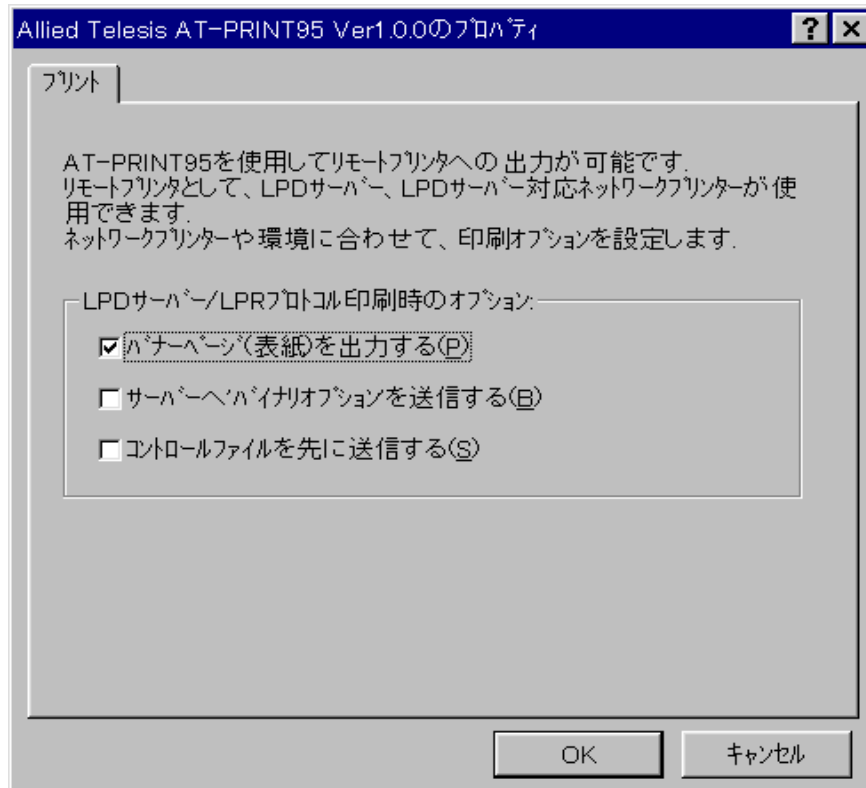 Allied Telesis AT-PRINT95 Ver1.0.0のﾌﾟﾛﾊﾟﾃｨ
ﾌﾟﾘﾝﾄ
AT-PRINT95を使用してﾘﾓｰﾄﾌﾟﾘﾝﾀへの出力が可能です.
ﾘﾓｰﾄﾌﾟﾘﾝﾀとして、LPDｻｰﾊﾞｰ、LPDｻｰﾊﾞｰ対応ﾈｯﾄﾜｰｸﾌﾟﾘﾝﾀｰが使
用できます.
ﾈｯﾄﾜｰｸﾌﾟﾘﾝﾀｰや環境に合わせて、印刷ｵﾌﾟｼｮﾝを設定します.
LPDｻｰﾊﾞｰ/LPRﾌﾟﾛﾄｺﾙ印刷時のｵﾌﾟｼｮﾝ:
ﾊﾞﾅｰﾍﾟｰｼﾞ(表紙)を出力する(P)
ｻｰﾊﾞｰへ'ﾊﾞｲﾅﾘｵﾌﾟｼｮﾝ'を送信する(B)
ｺﾝﾄﾛｰﾙﾌｧｲﾙを先に送信する(S)
OK
ｷｬﾝｾﾙ